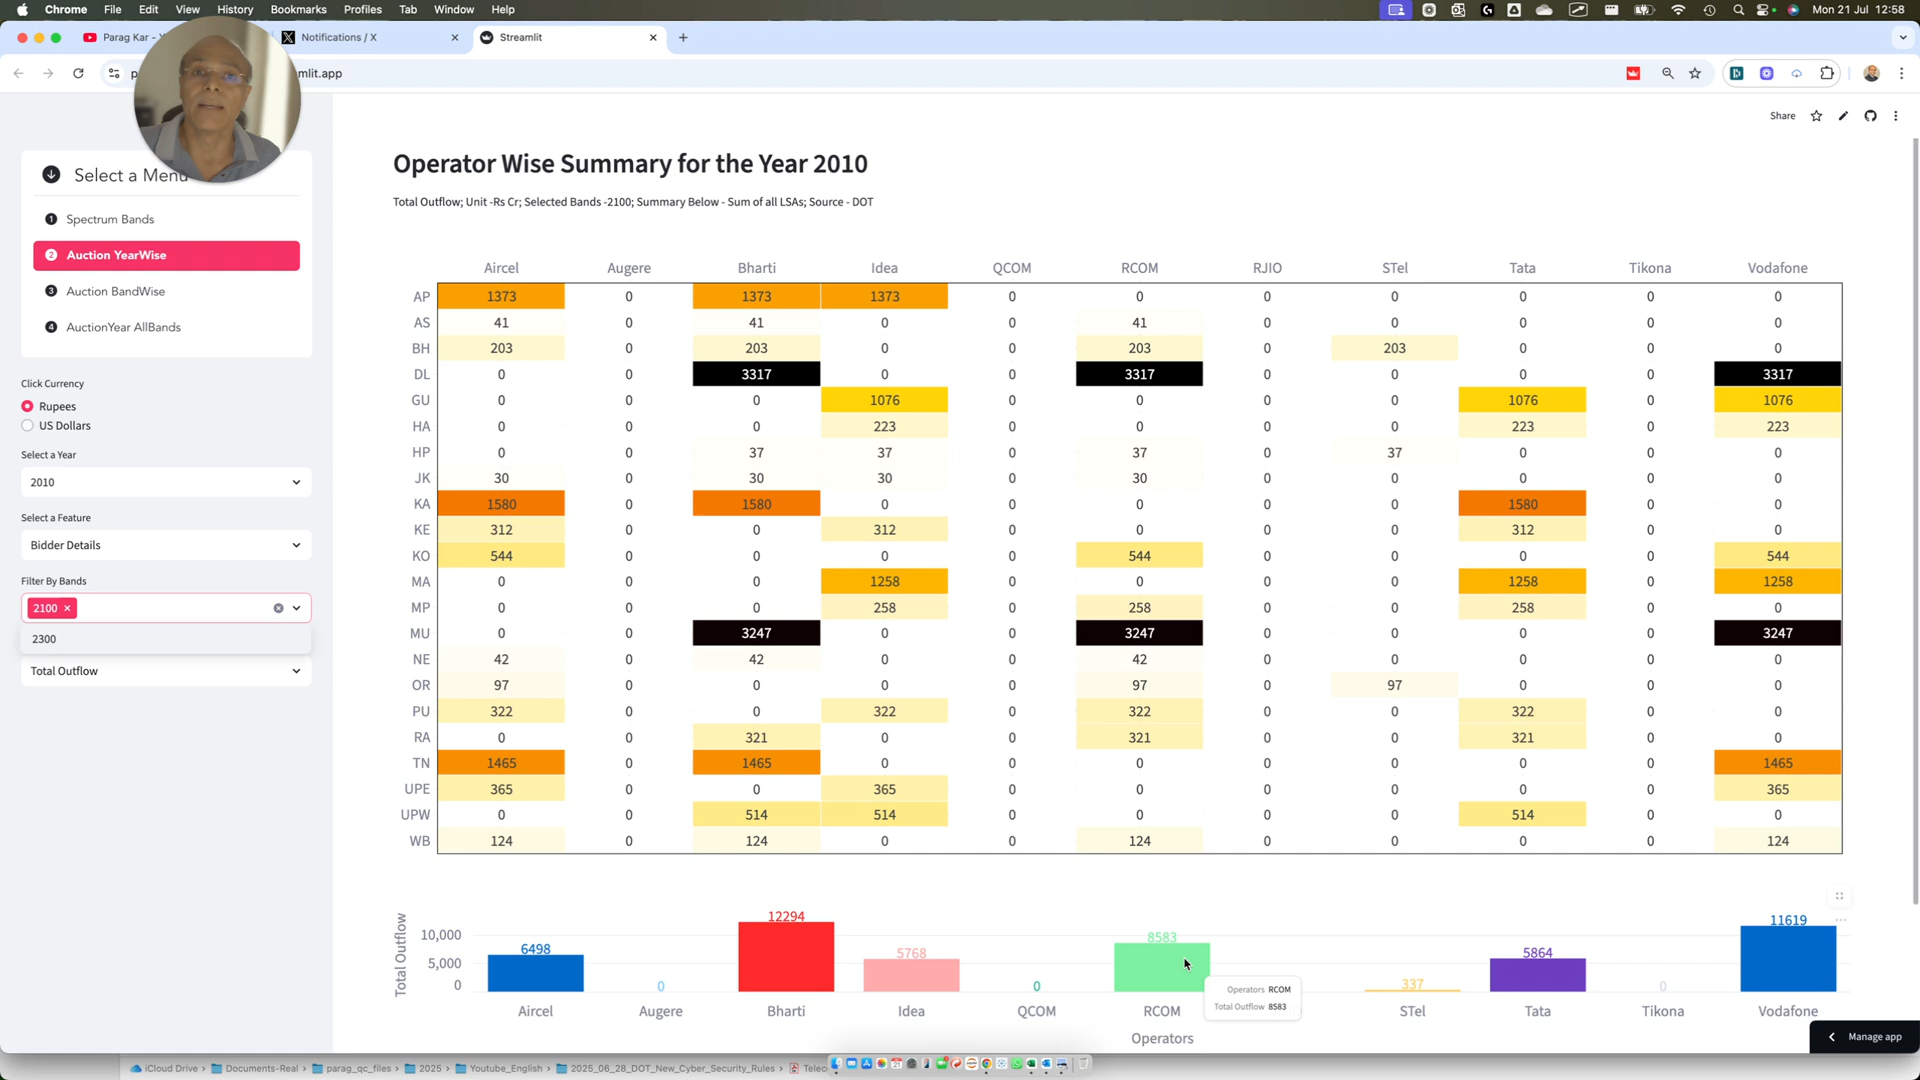 Chrome File Edit View History Bookmarks Profiles Tab Window Help Mon 21 Jul 12:58
Parag Kar - Notifications / X Streamlit
mlit.app
Share
Select a Menu
1 Spectrum Bands
2 Auction YearWise
3 Auction BandWise
4 AuctionYear AllBands
Click Currency
Rupees
US Dollars
Select a Year
2010
Select a Feature
Bidder Details
Filter By Bands
2100 ×
2300
Total Outflow
Operator Wise Summary for the Year 2010
Total Outflow; Unit -Rs Cr; Selected Bands -2100; Summary Below - Sum of all LSAs; Source - DOT
Aircel Augere Bharti Idea QCOM RCOM RJIO STel Tata Tikona Vodafone
AP 1373 0 1373 1373 0 0 0 0 0 0 0
AS 41 0 41 0 0 41 0 0 0 0 0
BH 203 0 203 0 0 203 0 203 0 0 0
DL 0 0 3317 0 0 3317 0 0 0 0 3317
GU 0 0 0 1076 0 0 0 0 1076 0 1076
HA 0 0 0 223 0 0 0 0 223 0 223
HP 0 0 37 37 0 37 0 37 0 0 0
JK 30 0 30 30 0 30 0 0 0 0 0
KA 1580 0 1580 0 0 0 0 0 1580 0 0
KE 312 0 0 312 0 0 0 0 312 0 0
KO 544 0 0 0 0 544 0 0 0 0 544
MA 0 0 0 1258 0 0 0 0 1258 0 1258
MP 0 0 0 258 0 258 0 0 258 0 0
MU 0 0 3247 0 0 3247 0 0 0 0 3247
NE 42 0 42 0 0 42 0 0 0 0 0
OR 97 0 0 0 0 97 0 97 0 0 0
PU 322 0 0 322 0 322 0 0 322 0 0
RA 0 0 321 0 0 321 0 0 321 0 0
TN 1465 0 1465 0 0 0 0 0 0 0 1465
UPE 365 0 0 365 0 0 0 0 0 0 365
UPW 0 0 514 514 0 0 0 0 514 0 0
WB 124 0 124 0 0 124 0 0 0 0 124
Total Outflow
10,000
5,000
0
6498 0 12294 5768 0 8583 337 5864 0 11619
Operators RCOM
Total Outflow 8583
Aircel Augere Bharti Idea QCOM RCOM STel Tata Tikona Vodafone
Operators
Manage app
iCloud Drive Documents-Real parag_qc_files 2025 Youtube_English 2025_06_28_DOT_New_Cyber_Security_Rules Telec